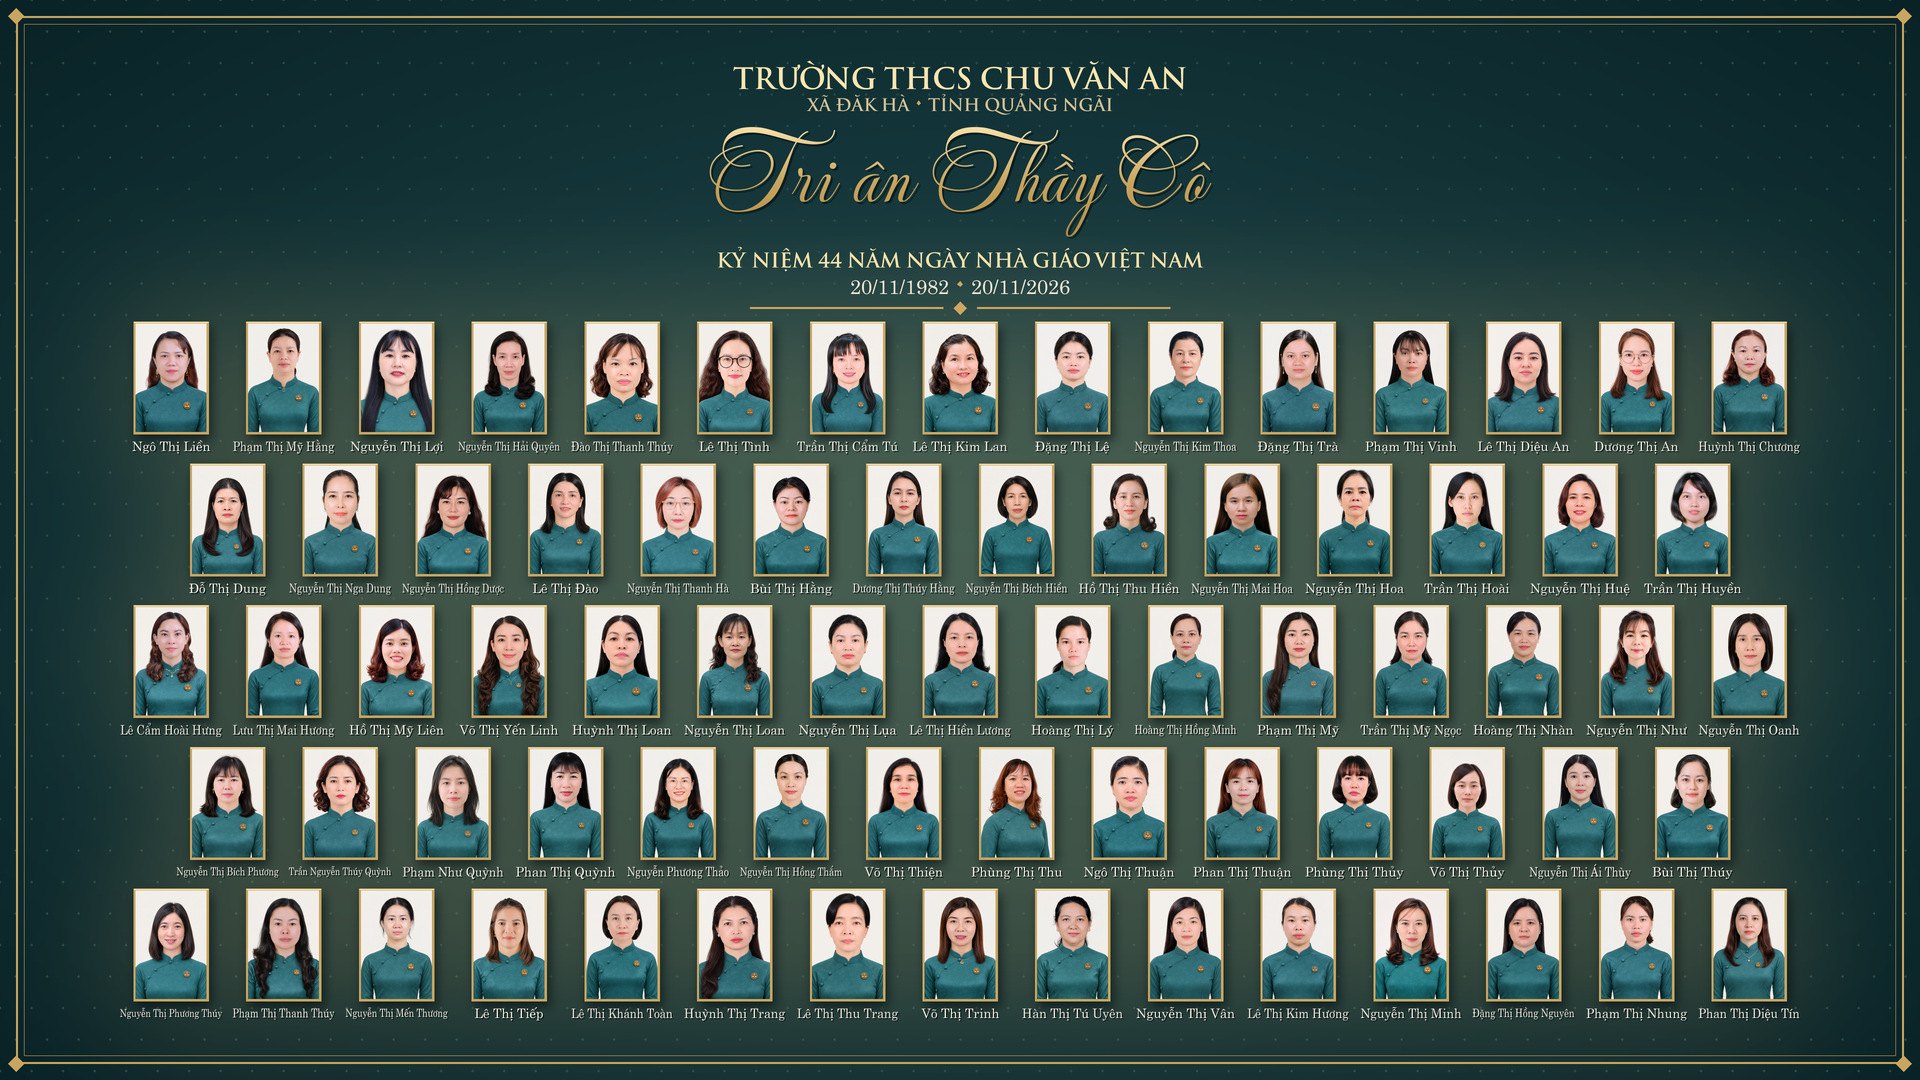 TRƯỜNG THCS CHU VĂN AN
XÃ ĐĂK HÀ • TỈNH QUẢNG NGÃI
Tri ân Thầy Cô
KỶ NIỆM 44 NĂM NGÀY NHÀ GIÁO VIỆT NAM
20/11/1982 • 20/11/2026
Ngô Thị Liền Phạm Thị Mỹ Hằng Nguyễn Thị Lợi Nguyễn Thị Hải Quyên Đào Thị Thanh Thúy Lê Thị Tình Trần Thị Cẩm Tú Lê Thị Kim Lan Đặng Thị Lệ Nguyễn Thị Kim Thoa Đặng Thị Trà Phạm Thị Vinh Lê Thị Diệu An Dương Thị An Huỳnh Thị Chương
Đỗ Thị Dung Nguyễn Thị Nga Dung Nguyễn Thị Hồng Dược Lê Thị Đào Nguyễn Thị Thanh Hà Bùi Thị Hằng Dương Thị Thúy Hằng Nguyễn Thị Bích Hiền Hồ Thị Thu Hiền Nguyễn Thị Mai Hoa Nguyễn Thị Hoa Trần Thị Hoài Nguyễn Thị Huệ Trần Thị Huyền
Lê Cẩm Hoài Hưng Lưu Thị Mai Hương Hồ Thị Mỹ Liên Võ Thị Yến Linh Huỳnh Thị Loan Nguyễn Thị Loan Nguyễn Thị Lụa Lê Thị Hiền Lương Hoàng Thị Lý Hoàng Thị Hồng Minh Phạm Thị Mỹ Trần Thị Mỹ Ngọc Hoàng Thị Nhàn Nguyễn Thị Như Nguyễn Thị Oanh
Nguyễn Thị Bích Phương Trần Nguyễn Thúy Quỳnh Phạm Như Quỳnh Phan Thị Quỳnh Nguyễn Phương Thảo Nguyễn Thị Hồng Thắm Võ Thị Thiện Phùng Thị Thu Ngô Thị Thuận Phan Thị Thuận Phùng Thị Thủy Võ Thị Thủy Nguyễn Thị Ái Thùy Bùi Thị Thúy
Nguyễn Thị Phương Thúy Phạm Thị Thanh Thúy Nguyễn Thị Mến Thương Lê Thị Tiếp Lê Thị Khánh Toàn Huỳnh Thị Trang Lê Thị Thu Trang Võ Thị Trinh Hàn Thị Tú Uyên Nguyễn Thị Vân Lê Thị Kim Hương Nguyễn Thị Minh Đặng Thị Hồng Nguyên Phạm Thị Nhung Phan Thị Diệu Tín